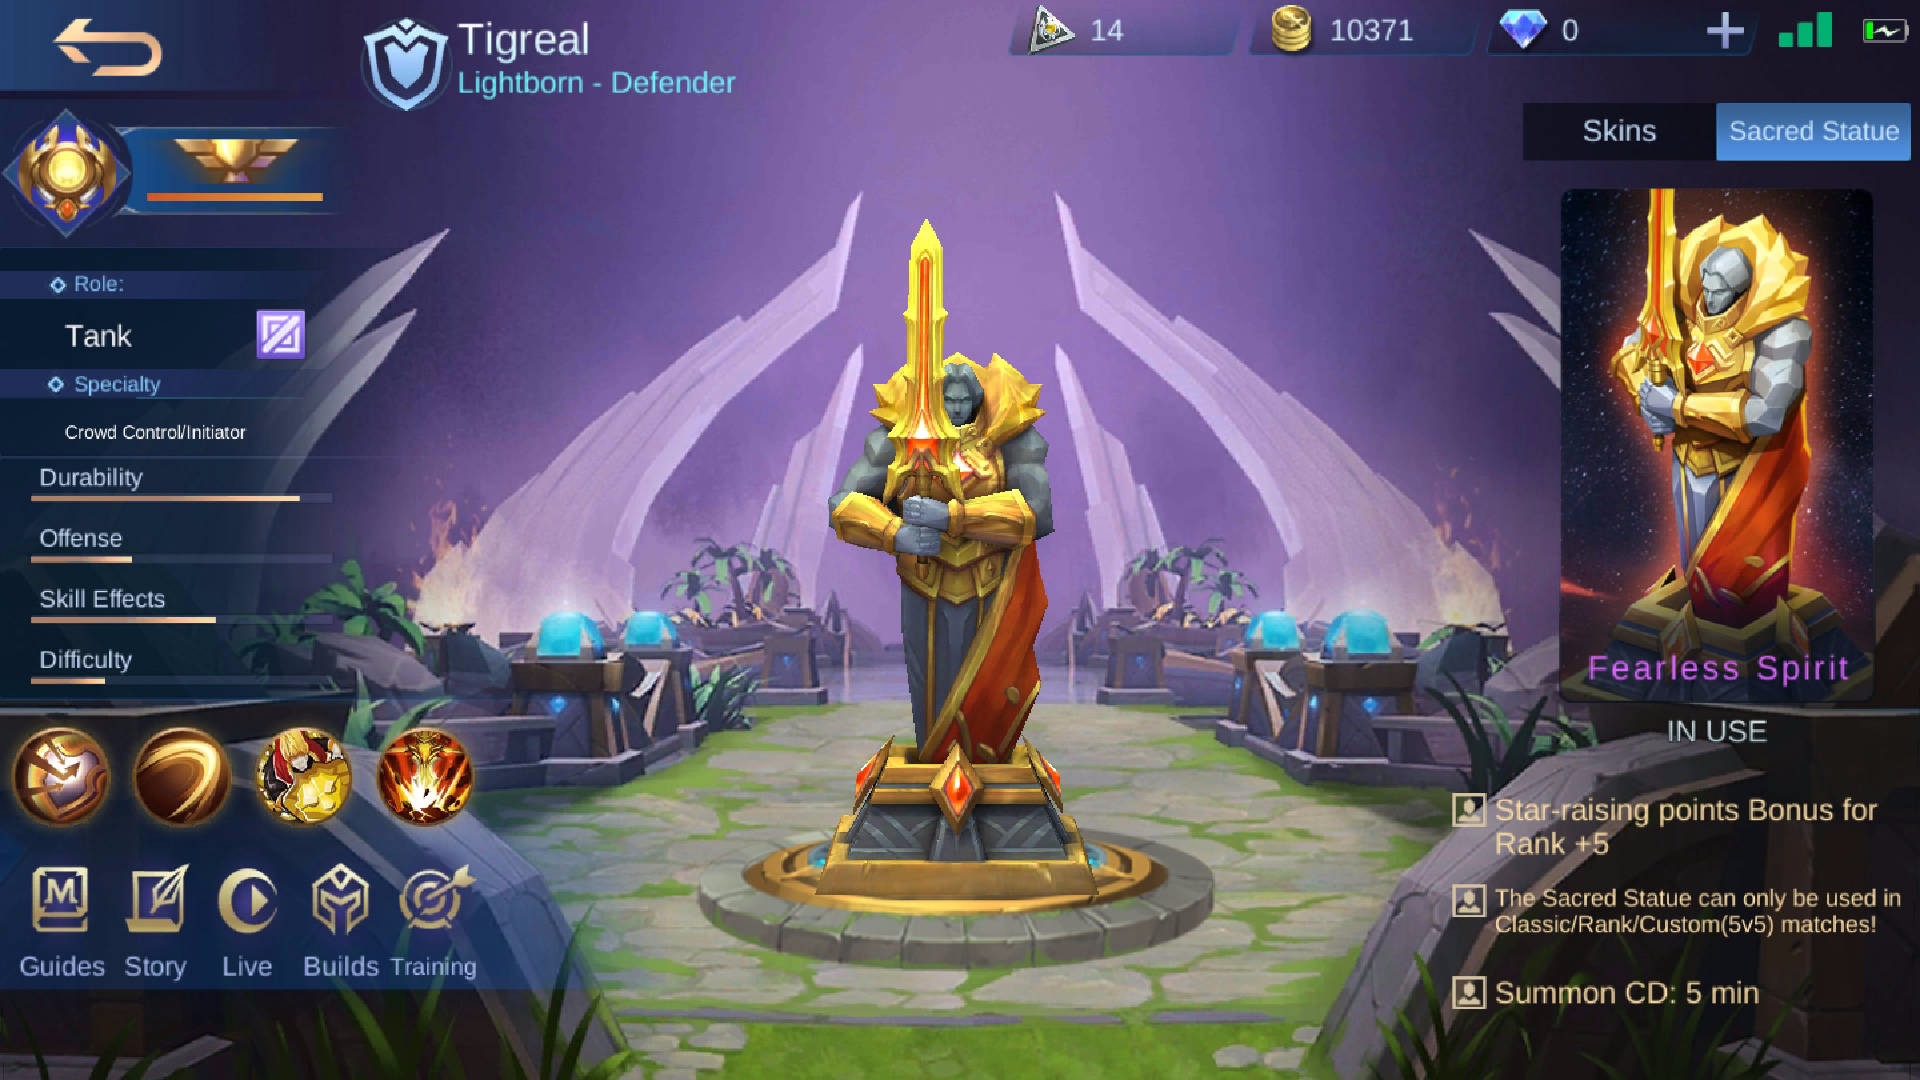 Tigreal
Lightborn - Defender
14
10371
0
Skins
Sacred Statue
Role:
Tank
Specialty
Crowd Control/Initiator
Durability
Offense
Skill Effects
Difficulty
M
Guides
Story
Live
Builds
Training
Fearless Spirit
IN USE
Star-raising points Bonus for
Rank +5
The Sacred Statue can only be used in
Classic/Rank/Custom(5v5) matches!
Summon CD: 5 min